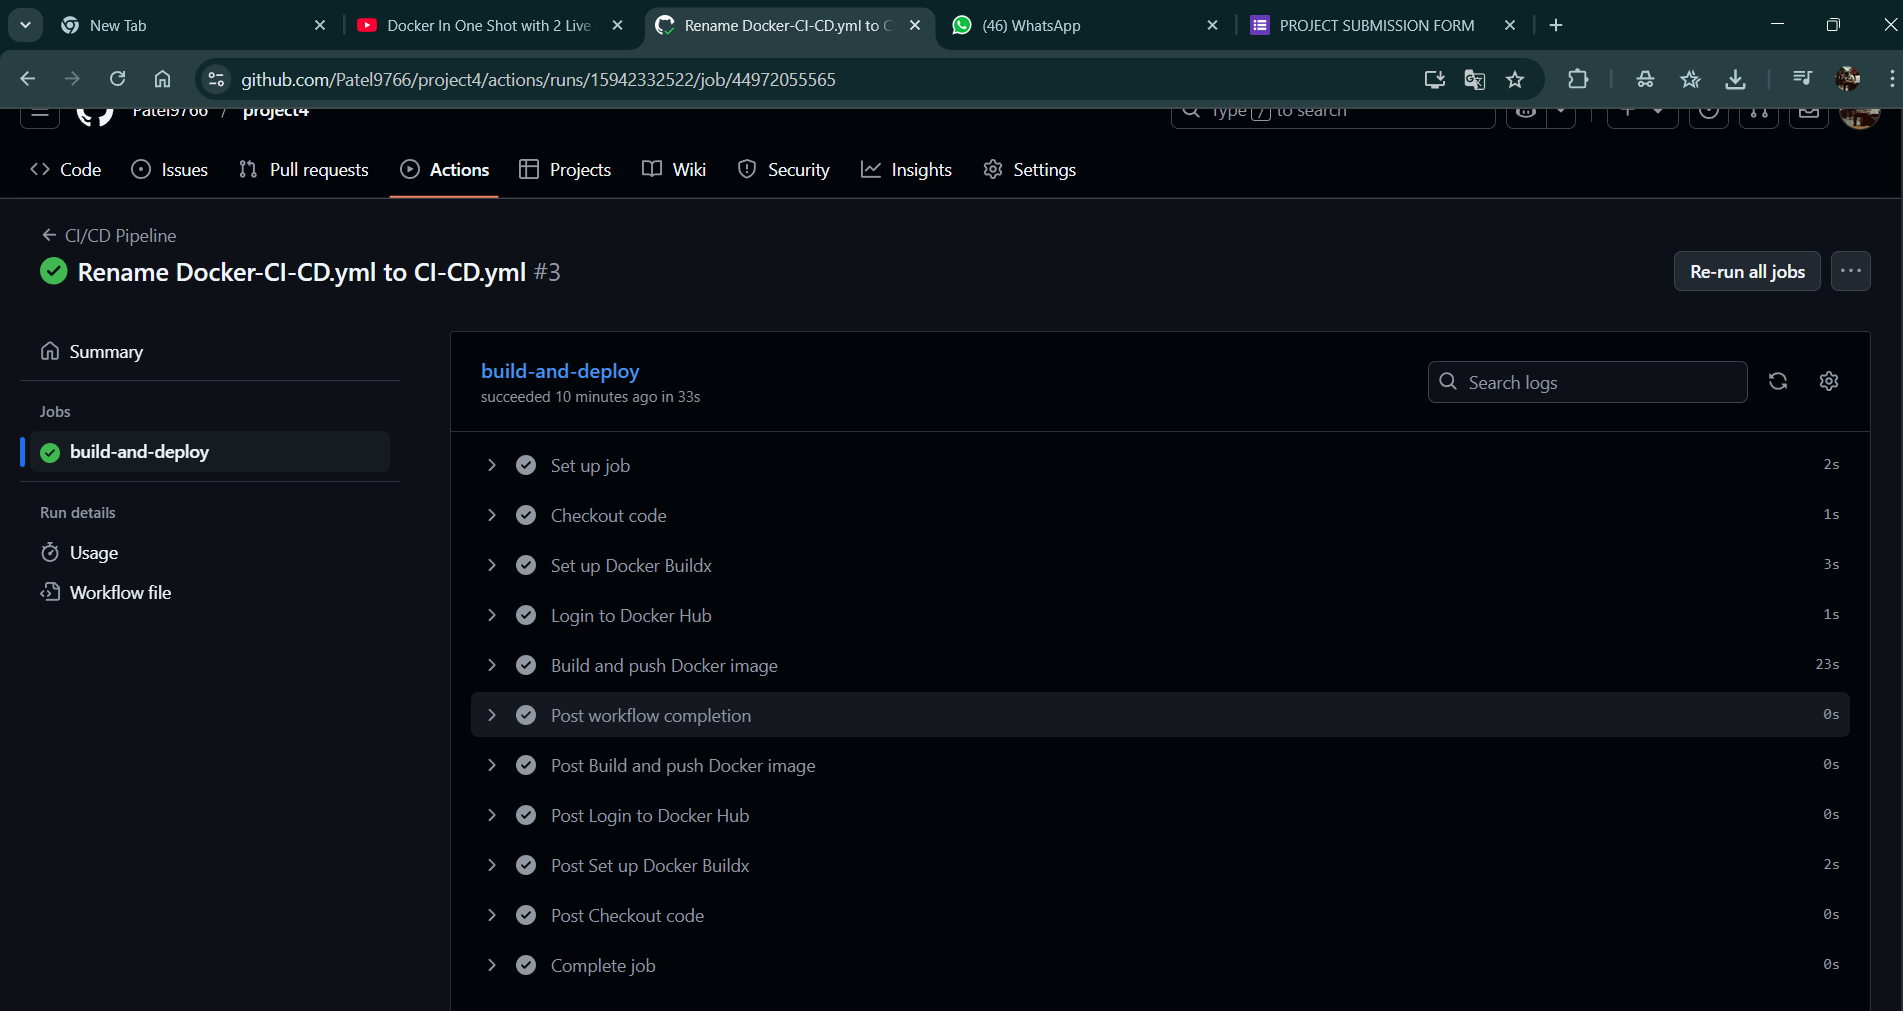 New Tab
Docker In One Shot with 2 Live
Rename Docker-CI-CD.yml to C
(46) WhatsApp
PROJECT SUBMISSION FORM
github.com/Patel9766/project4/actions/runs/15942332522/job/44972055565
Patel9766 / project4
Type / to search
Code
Issues
Pull requests
Actions
Projects
Wiki
Security
Insights
Settings
CI/CD Pipeline
Rename Docker-CI-CD.yml to CI-CD.yml #3
Re-run all jobs
Summary
Jobs
build-and-deploy
Run details
Usage
Workflow file
build-and-deploy
succeeded 10 minutes ago in 33s
Search logs
Set up job 2s
Checkout code 1s
Set up Docker Buildx 3s
Login to Docker Hub 1s
Build and push Docker image 23s
Post workflow completion 0s
Post Build and push Docker image 0s
Post Login to Docker Hub 0s
Post Set up Docker Buildx 2s
Post Checkout code 0s
Complete job 0s